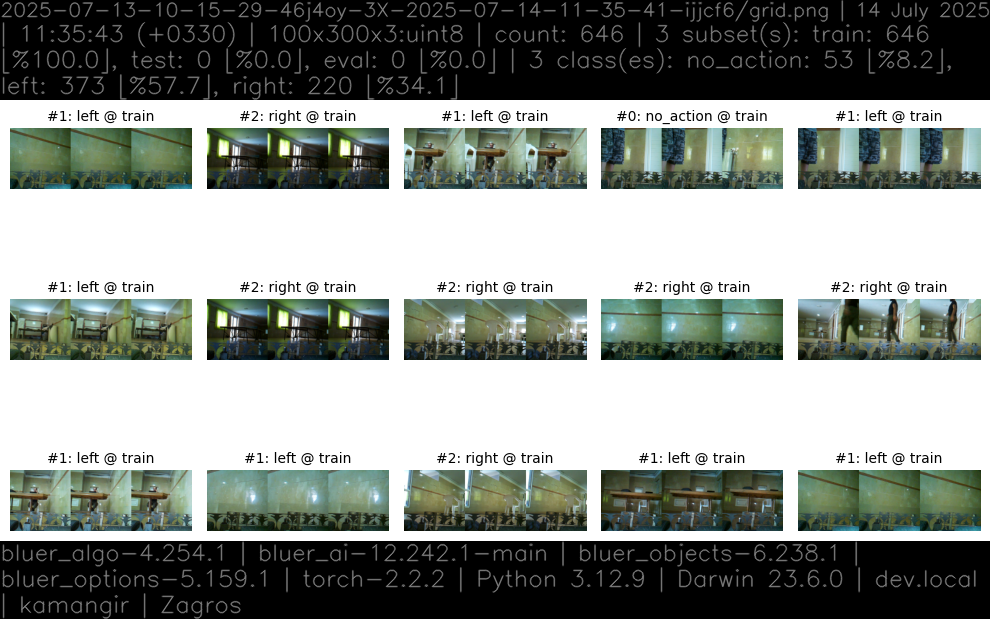 2025-07-13-10-15-29-46j4oy-3X-2025-07-14-11-35-41-ijjcf6/grid.png | 14 July 2025
| 11:35:43 (+0330) | 100x300x3:uint8 | count: 646 | 3 subset(s): train: 646
[%100.0], test: 0 [%0.0], eval: 0 [%0.0] | 3 class(es): no_action: 53 [%8.2],
left: 373 [%57.7], right: 220 [%34.1]
#1: left @ train #2: right @ train #1: left @ train #0: no_action @ train #1: left @ train
#1: left @ train #2: right @ train #2: right @ train #2: right @ train #2: right @ train
#1: left @ train #1: left @ train #2: right @ train #1: left @ train #1: left @ train
bluer_algo-4.254.1 | bluer_ai-12.242.1-main | bluer_objects-6.238.1 |
bluer_options-5.159.1 | torch-2.2.2 | Python 3.12.9 | Darwin 23.6.0 | dev.local
| kamangir | Zagros